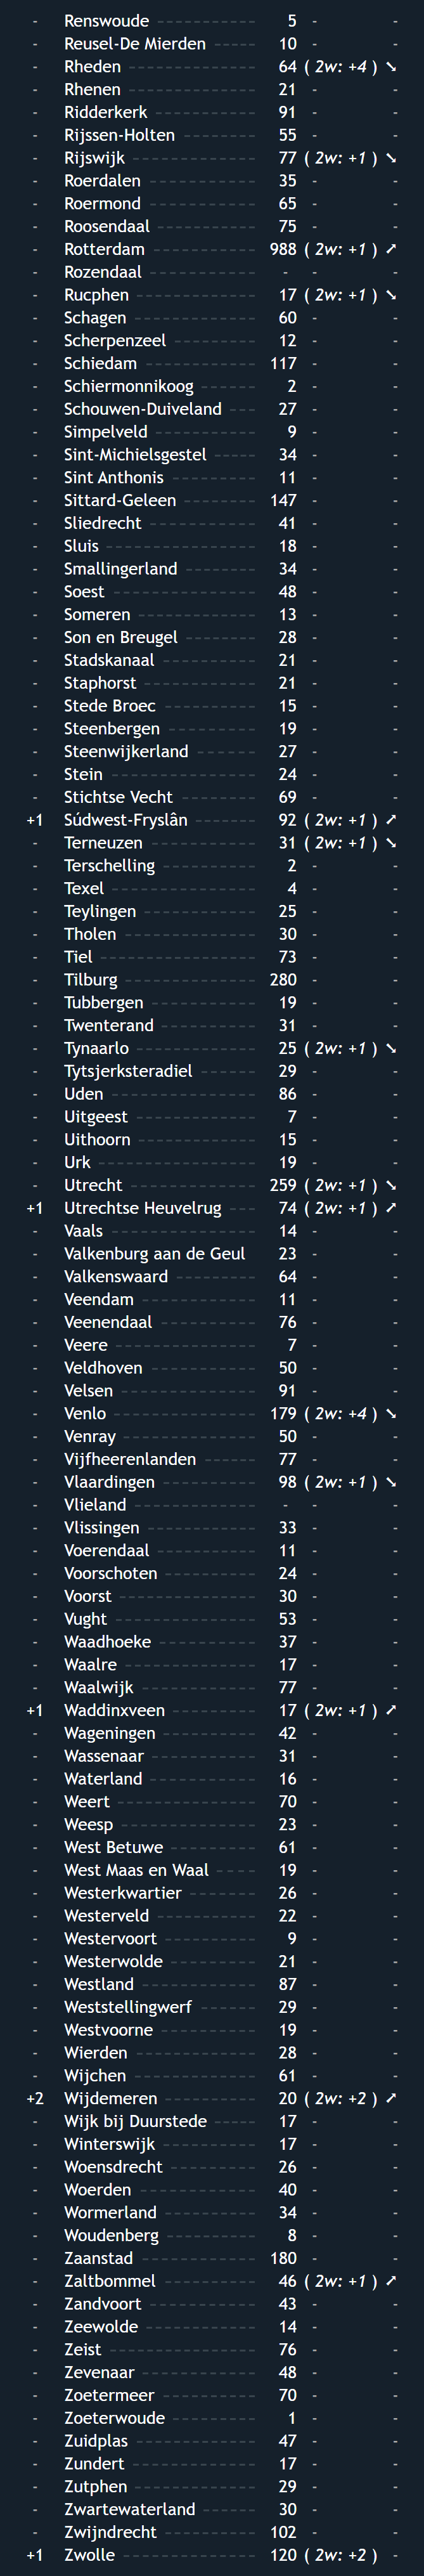 - Renswoude 5 - -
- Reusel-De Mierden 10 - -
- Rheden 64 ( 2w: +4 ) ➘
- Rhenen 21 - -
- Ridderkerk 91 - -
- Rijssen-Holten 55 - -
- Rijswijk 77 ( 2w: +1 ) ➘
- Roerdalen 35 - -
- Roermond 65 - -
- Roosendaal 75 - -
- Rotterdam 988 ( 2w: +1 ) ➚
- Rozendaal - - -
- Rucphen 17 ( 2w: +1 ) ➘
- Schagen 60 - -
- Scherpenzeel 12 - -
- Schiedam 117 - -
- Schiermonnikoog 2 - -
- Schouwen-Duiveland 27 - -
- Simpelveld 9 - -
- Sint-Michielsgestel 34 - -
- Sint Anthonis 11 - -
- Sittard-Geleen 147 - -
- Sliedrecht 41 - -
- Sluis 18 - -
- Smallingerland 34 - -
- Soest 48 - -
- Someren 13 - -
- Son en Breugel 28 - -
- Stadskanaal 21 - -
- Staphorst 21 - -
- Stede Broec 15 - -
- Steenbergen 19 - -
- Steenwijkerland 27 - -
- Stein 24 - -
- Stichtse Vecht 69 - -
+1 Súdwest-Fryslân 92 ( 2w: +1 ) ➚
- Terneuzen 31 ( 2w: +1 ) ➘
- Terschelling 2 - -
- Texel 4 - -
- Teylingen 25 - -
- Tholen 30 - -
- Tiel 73 - -
- Tilburg 280 - -
- Tubbergen 19 - -
- Twenterand 31 - -
- Tynaarlo 25 ( 2w: +1 ) ➘
- Tytsjerksteradiel 29 - -
- Uden 86 - -
- Uitgeest 7 - -
- Uithoorn 15 - -
- Urk 19 - -
- Utrecht 259 ( 2w: +1 ) ➘
+1 Utrechtse Heuvelrug 74 ( 2w: +1 ) ➚
- Vaals 14 - -
- Valkenburg aan de Geul 23 - -
- Valkenswaard 64 - -
- Veendam 11 - -
- Veenendaal 76 - -
- Veere 7 - -
- Veldhoven 50 - -
- Velsen 91 - -
- Venlo 179 ( 2w: +4 ) ➘
- Venray 50 - -
- Vijfheerenlanden 77 - -
- Vlaardingen 98 ( 2w: +1 ) ➘
- Vlieland - - -
- Vlissingen 33 - -
- Voerendaal 11 - -
- Voorschoten 24 - -
- Voorst 30 - -
- Vught 53 - -
- Waadhoeke 37 - -
- Waalre 17 - -
- Waalwijk 77 - -
+1 Waddinxveen 17 ( 2w: +1 ) ➚
- Wageningen 42 - -
- Wassenaar 31 - -
- Waterland 16 - -
- Weert 70 - -
- Weesp 23 - -
- West Betuwe 61 - -
- West Maas en Waal 19 - -
- Westerkwartier 26 - -
- Westerveld 22 - -
- Westervoort 9 - -
- Westerwolde 21 - -
- Westland 87 - -
- Weststellingwerf 29 - -
- Westvoorne 19 - -
- Wierden 28 - -
- Wijchen 61 - -
+2 Wijdemeren 20 ( 2w: +2 ) ➚
- Wijk bij Duurstede 17 - -
- Winterswijk 17 - -
- Woensdrecht 26 - -
- Woerden 40 - -
- Wormerland 34 - -
- Woudenberg 8 - -
- Zaanstad 180 - -
- Zaltbommel 46 ( 2w: +1 ) ➚
- Zandvoort 43 - -
- Zeewolde 14 - -
- Zeist 76 - -
- Zevenaar 48 - -
- Zoetermeer 70 - -
- Zoeterwoude 1 - -
- Zuidplas 47 - -
- Zundert 17 - -
- Zutphen 29 - -
- Zwartewaterland 30 - -
- Zwijndrecht 102 - -
+1 Zwolle 120 ( 2w: +2 ) -